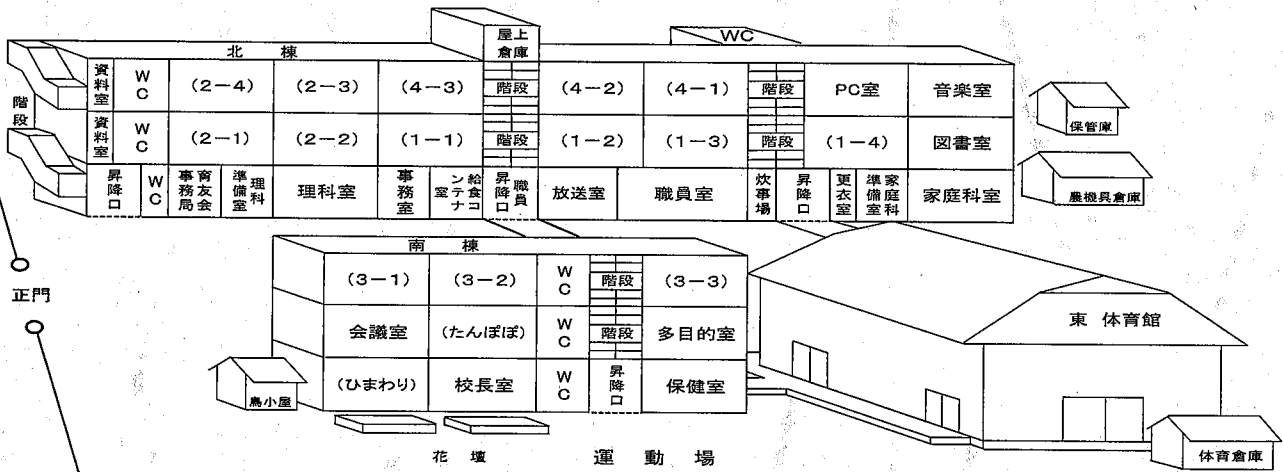 屋上倉庫
WC
北棟
資料室 WC (2−4) (2−3) (4−3) 階段 (4−2) (4−1) 階段 PC室 音楽室
階段
保管庫
資料室 WC (2−1) (2−2) (1−1) 階段 (1−2) (1−3) 階段 (1−4) 図書室
昇降口 WC 育友会事務局 理科準備室 理科室 事務室 給食コンテナ室 職員昇降口 放送室 職員室 炊事場 昇降口 更衣室 家庭科準備室 家庭科室
農機具倉庫
正門
南棟
(3−1) (3−2) WC 階段 (3−3)
会議室 (たんぽぽ) WC 階段 多目的室
(ひまわり) 校長室 WC 昇降口 保健室
鳥小屋
東 体育館
体育倉庫
花壇
運動場